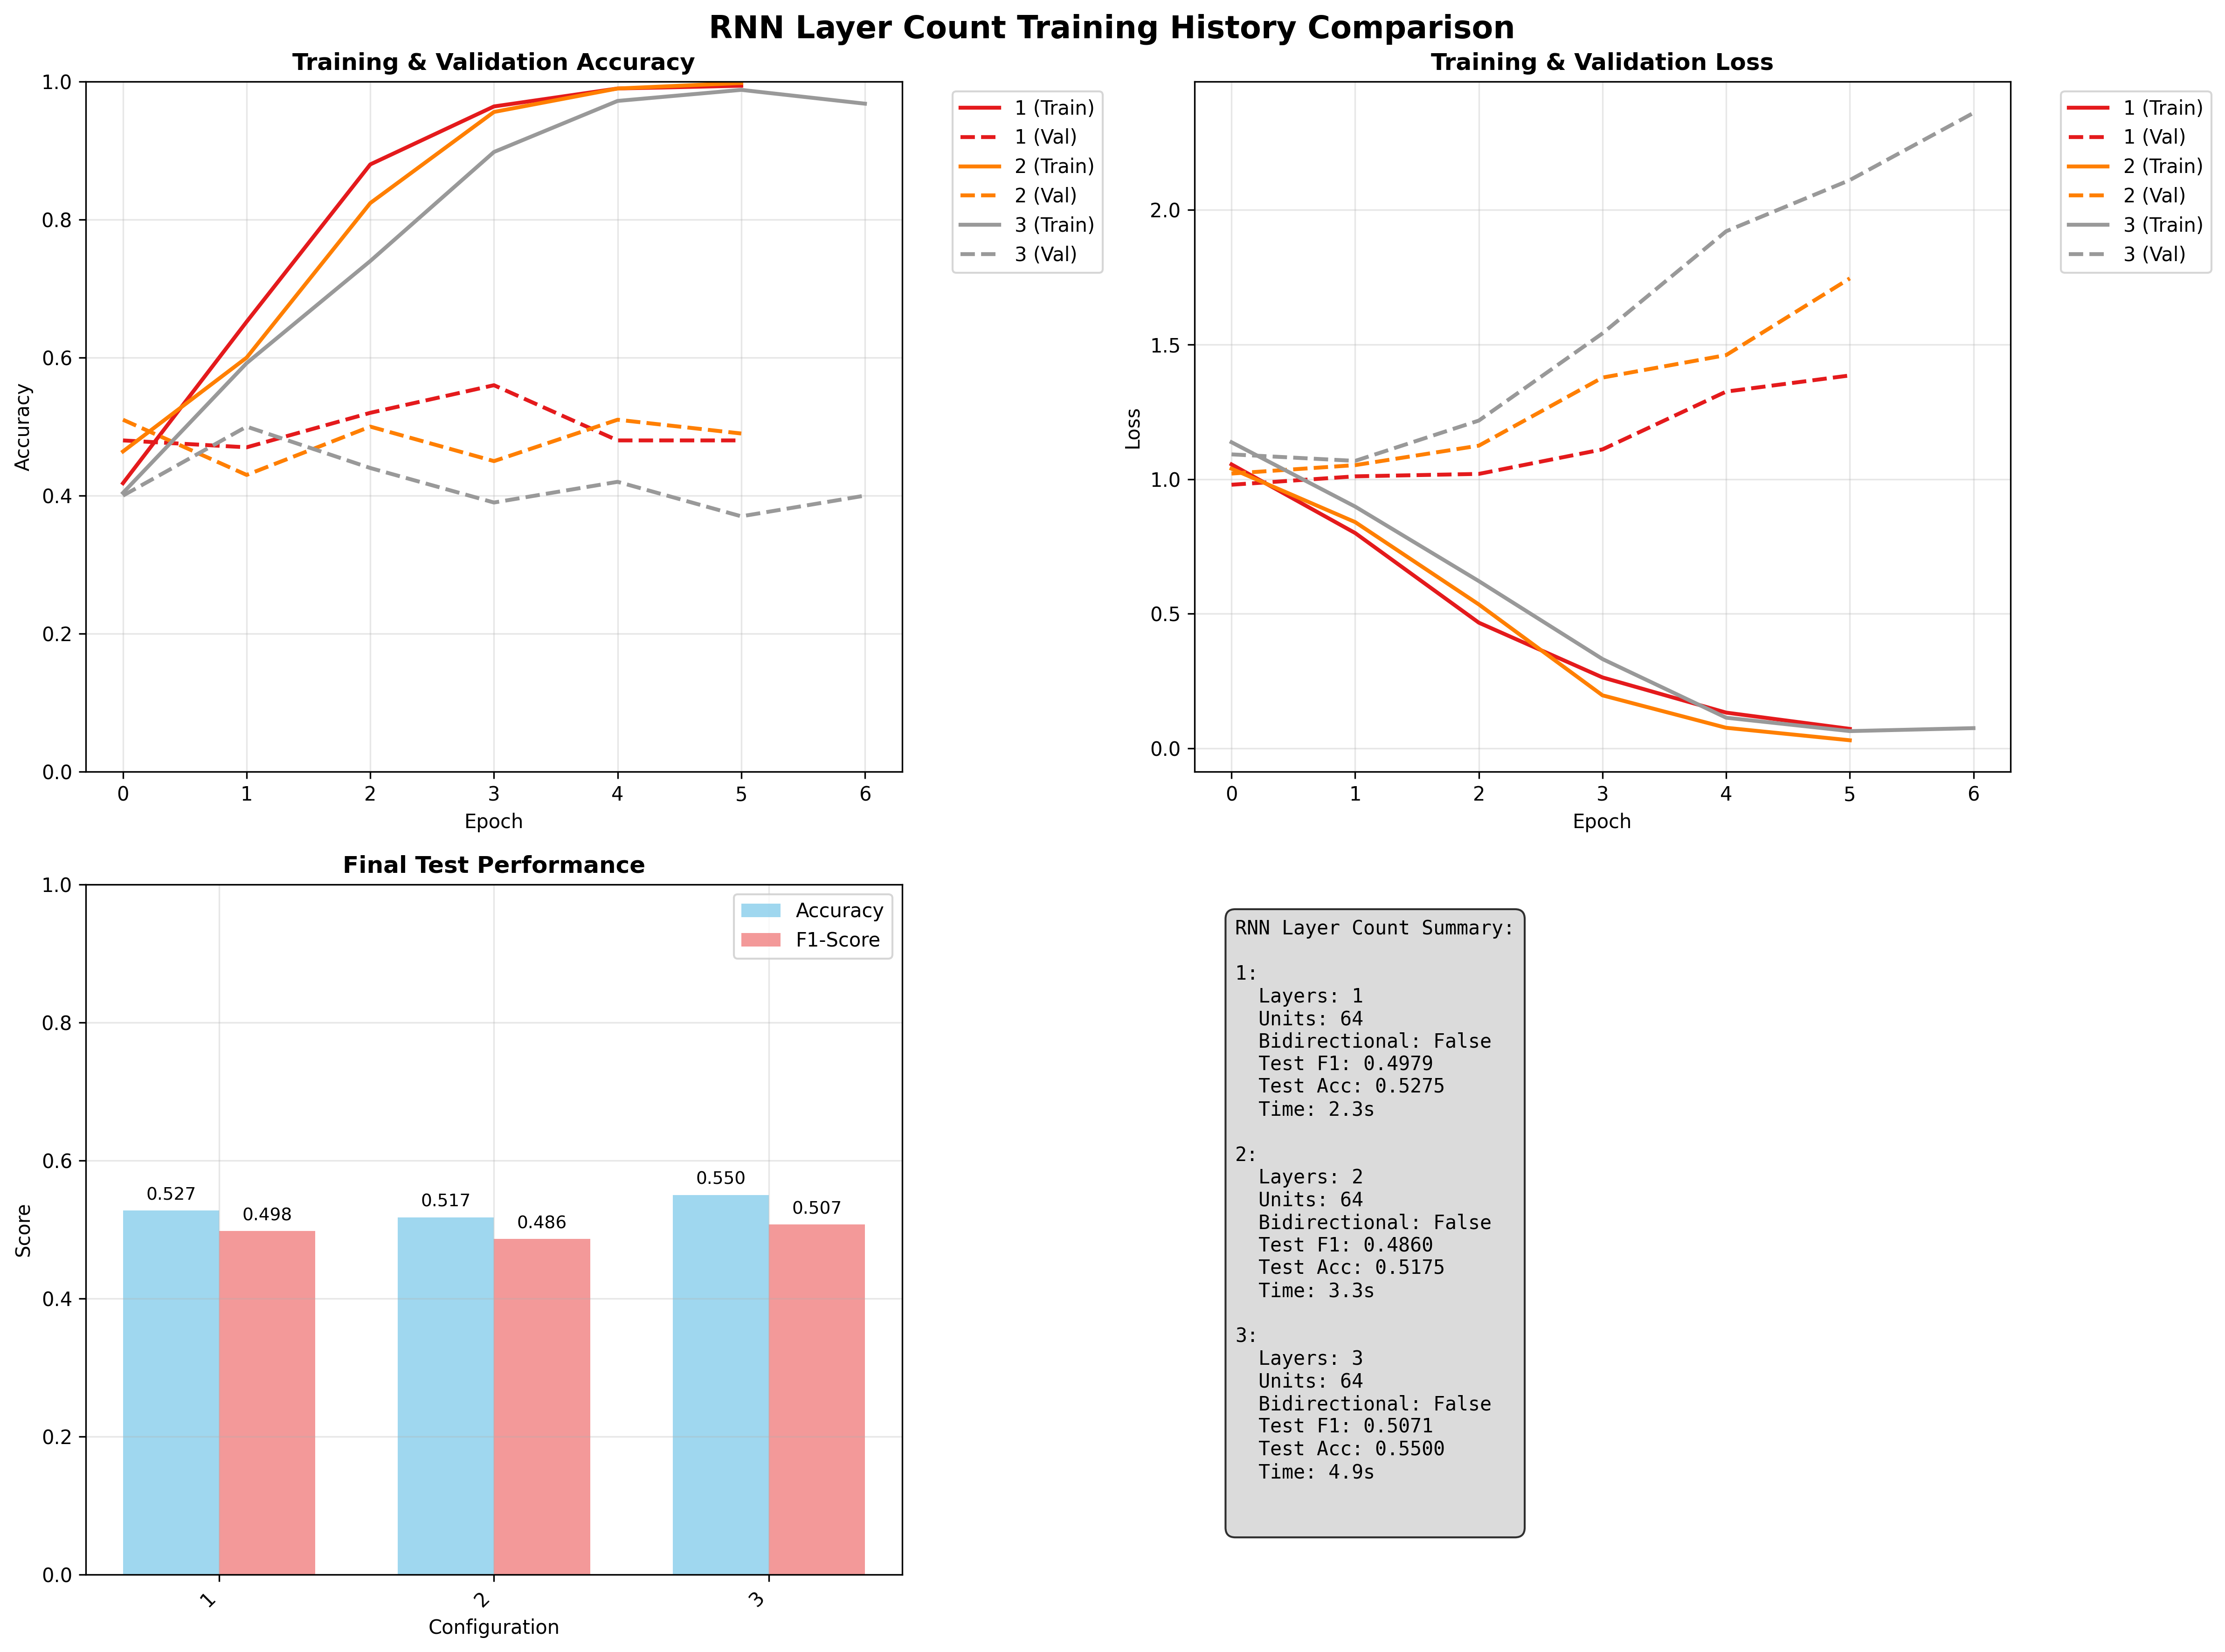 RNN Layer Count Training History Comparison
Training & Validation Accuracy
1.0
0.8
0.6
0.4
0.2
0.0
Accuracy
0 1 2 3 4 5 6
Epoch
1 (Train)
1 (Val)
2 (Train)
2 (Val)
3 (Train)
3 (Val)
Training & Validation Loss
2.0
1.5
1.0
0.5
0.0
Loss
0 1 2 3 4 5 6
Epoch
1 (Train)
1 (Val)
2 (Train)
2 (Val)
3 (Train)
3 (Val)
Final Test Performance
1.0
0.8
0.6
0.4
0.2
0.0
Score
Accuracy
F1-Score
0.527
0.498
0.517
0.486
0.550
0.507
1 2 3
Configuration
RNN Layer Count Summary:
1:
Layers: 1
Units: 64
Bidirectional: False
Test F1: 0.4979
Test Acc: 0.5275
Time: 2.3s
2:
Layers: 2
Units: 64
Bidirectional: False
Test F1: 0.4860
Test Acc: 0.5175
Time: 3.3s
3:
Layers: 3
Units: 64
Bidirectional: False
Test F1: 0.5071
Test Acc: 0.5500
Time: 4.9s